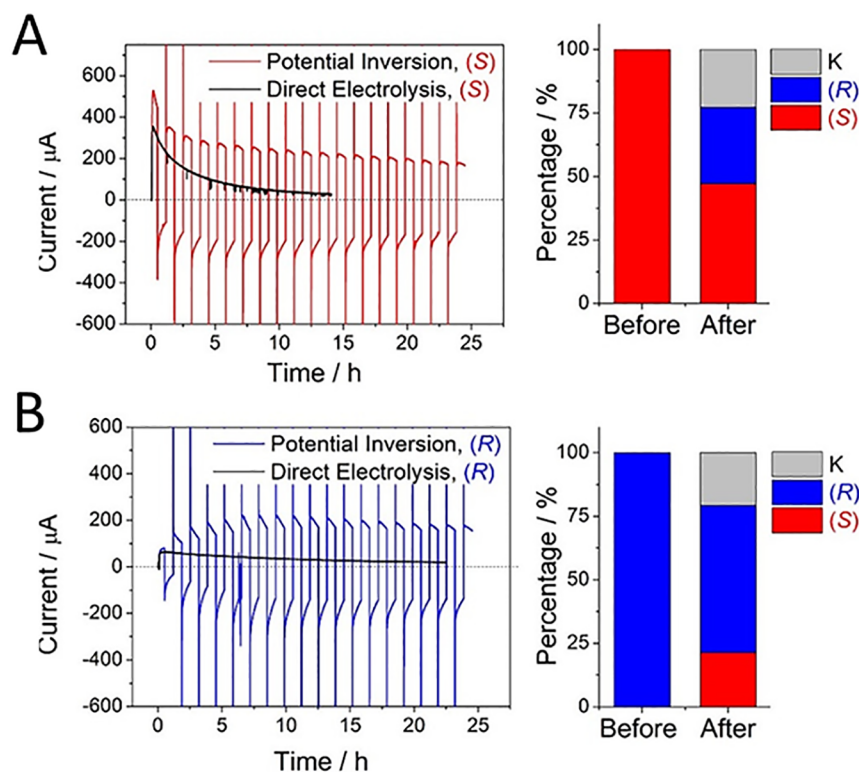 A
Potential Inversion, (S)
Direct Electrolysis, (S)
600
400
200
0
-200
-400
-600
Current / µA
0 5 10 15 20 25
Time / h
100
75
50
25
0
Percentage / %
Before After
K
(R)
(S)
B
Potential Inversion, (R)
Direct Electrolysis, (R)
600
400
200
0
-200
-400
-600
Current / µA
0 5 10 15 20 25
Time / h
100
75
50
25
0
Percentage / %
Before After
K
(R)
(S)